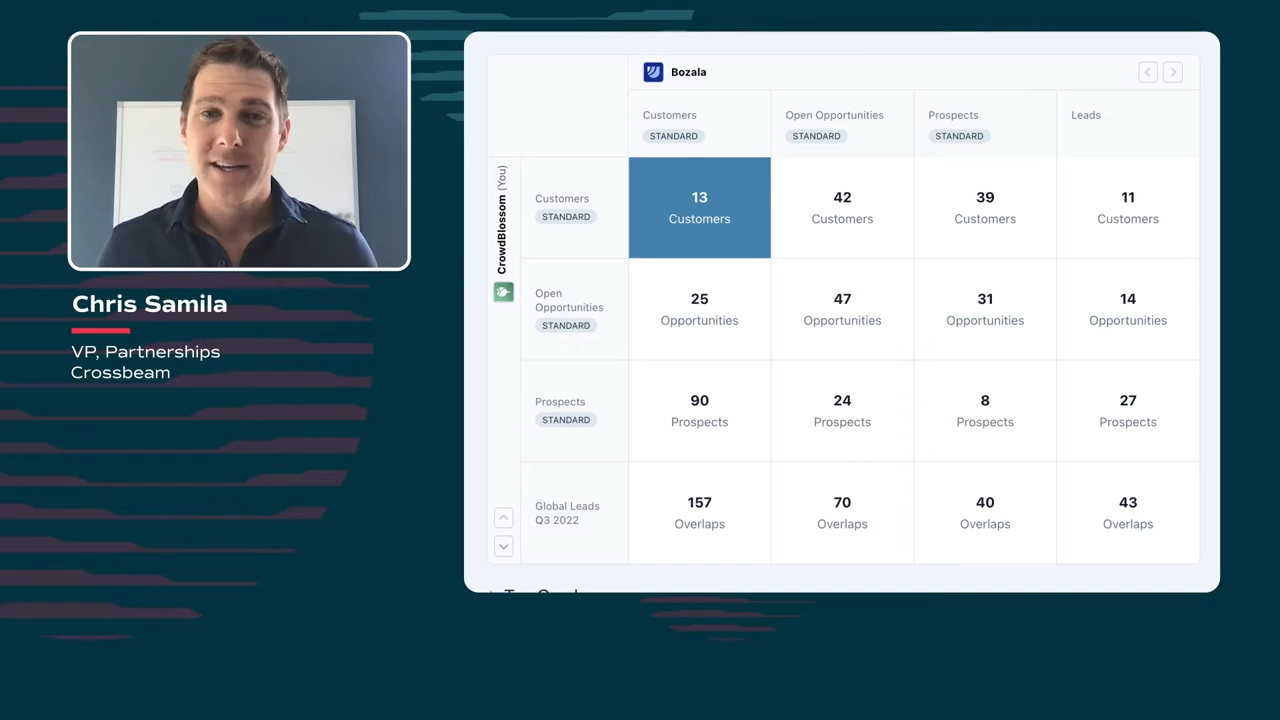 Chris Samila
VP, Partnerships
Crossbeam
Bozala
Customers
STANDARD
Open Opportunities
STANDARD
Prospects
STANDARD
Leads
CrowdBlossom (You)
Customers
STANDARD
13
Customers
42
Customers
39
Customers
11
Customers
Open
Opportunities
STANDARD
25
Opportunities
47
Opportunities
31
Opportunities
14
Opportunities
Prospects
STANDARD
90
Prospects
24
Prospects
8
Prospects
27
Prospects
Global Leads
Q3 2022
157
Overlaps
70
Overlaps
40
Overlaps
43
Overlaps